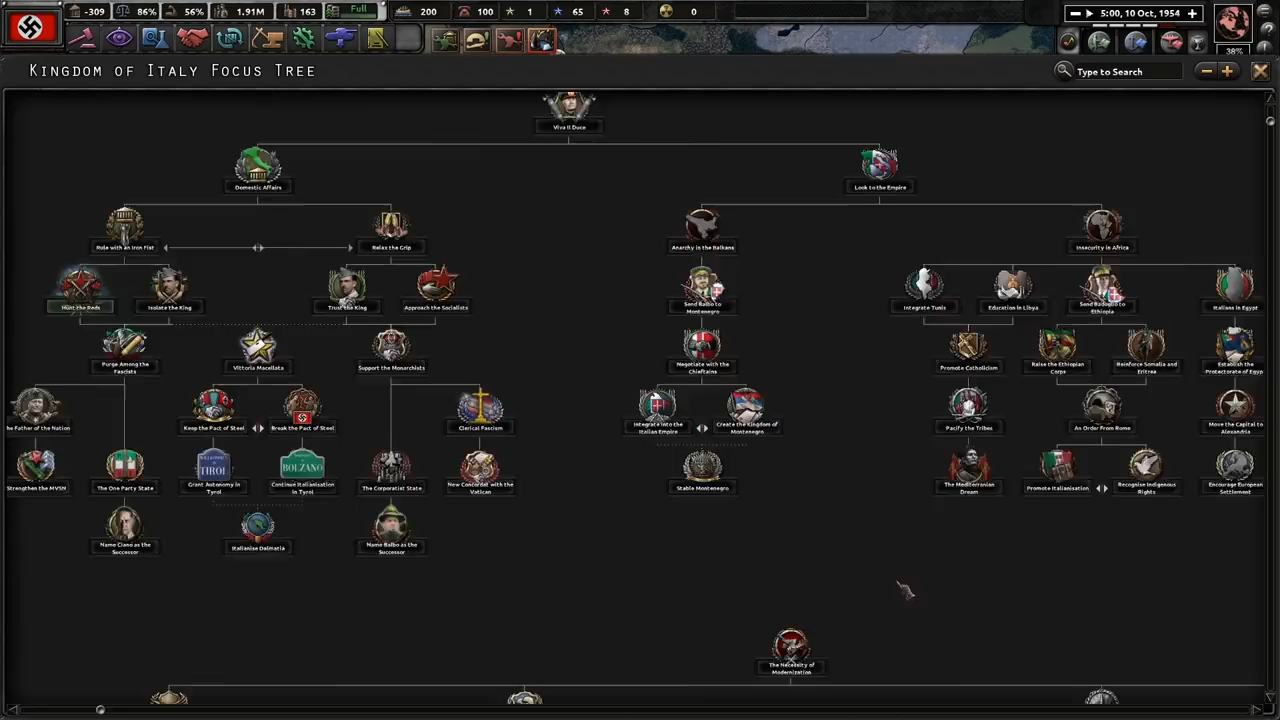 -309 86% 56% 1.91M 163 Full 200 100 1 65 8 0
5:00, 10 Oct, 1954
38%
KINGDOM OF ITALY FOCUS TREE
Type to Search
Viva Il Duce
Domestic Affairs
Look to the Empire
Rule with an Iron Fist
Relax the Grip
Anarchy in the Balkans
Insecurity in Africa
Hunt the Reds
Isolate the King
Trust the King
Approach the Socialists
Send Balbo to
Montenegro
Integrate Tunis
Education in Libya
Send Badoglio to
Ethiopia
Italians in Egypt
Purge Among the
Fascists
Vittoria Macellata
Support the Monarchists
Negotiate with the
Chieftains
Promote Catholicism
Raise the Ethiopian
Corps
Reinforce Somalia and
Eritrea
Establish the
Protectorate of Egypt
he Father of the Nation
Keep the Pact of Steel
Break the Pact of Steel
Clerical Fascism
Integrate into the
Italian Empire
Create the Kingdom of
Montenegro
Pacify the Tribes
An Order From Rome
Move the Capital to
Alexandria
Strengthen the MVSN
The One Party State
TIROL
Grant Autonomy in
Tyrol
BOLZANO
Continue Italianisation
in Tyrol
The Corporatist State
New Concordat with the
Vatican
Stable Montenegro
The Mediterranean
Dream
Promote Italianisation
Recognise Indigenous
Rights
Encourage European
Settlement
Name Ciano as the
Successor
Italianise Dalmatia
Name Balbo as the
Successor
The Necessity of
Modernization